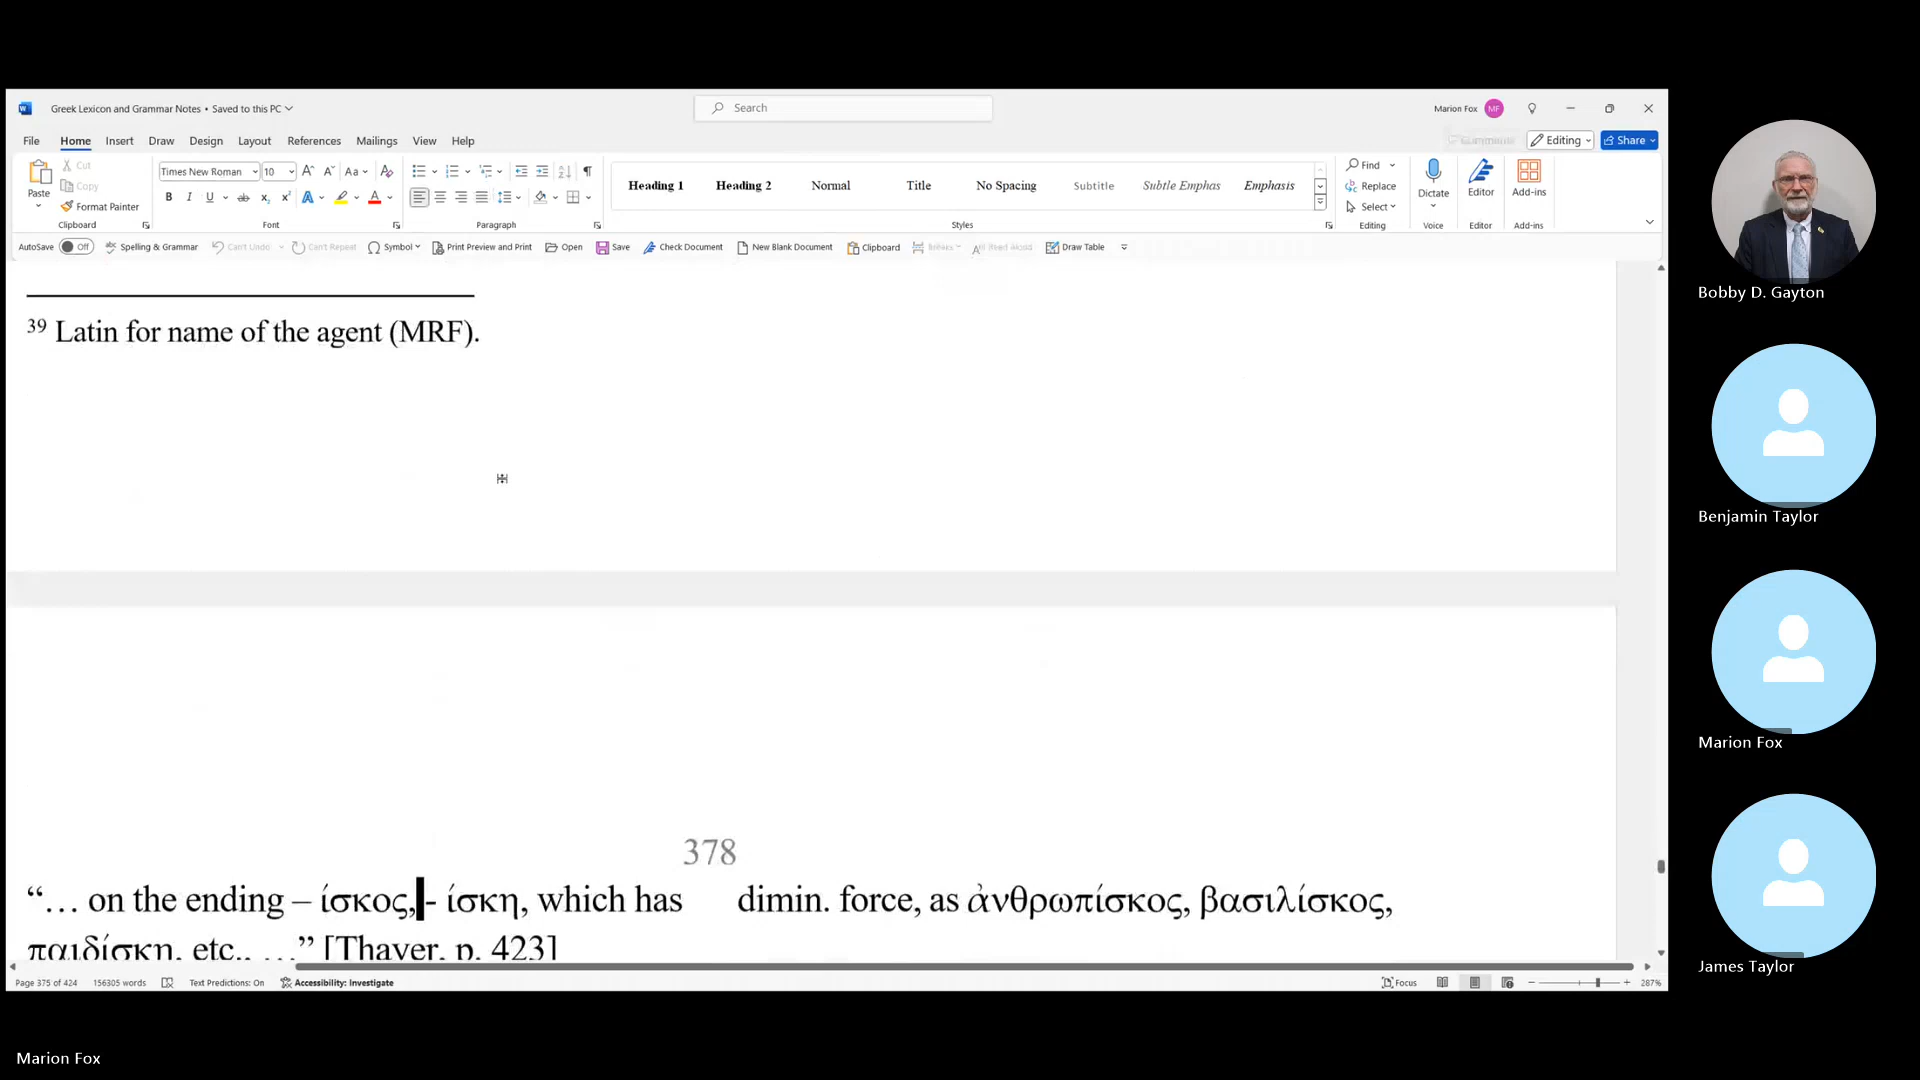 Greek Lexicon and Grammar Notes • Saved to this PC
Search
Marion Fox MF
File Home Insert Draw Design Layout References Mailings View Help
Comments Editing Share
Paste
Cut
Copy
Format Painter
Clipboard
Times New Roman 10
Font
Paragraph
Heading 1 Heading 2 Normal Title No Spacing Subtitle Subtle Emphas Emphasis
Styles
Find
Replace
Select
Editing
Dictate
Voice
Editor
Editor
Add-ins
Add-ins
AutoSave Off Spelling & Grammar Can't Undo Can't Repeat Symbol Print Preview and Print Open Save Check Document New Blank Document Clipboard Breaks Read Aloud Draw Table
39 Latin for name of the agent (MRF).
378
“… on the ending – ίσκος, - ίσκη, which has dimin. force, as ἀνθρωπίσκος, βασιλίσκος,
παιδίσκη, etc., …” [Thayer, p. 423]
Page 375 of 424 156305 words Text Predictions: On Accessibility: Investigate Focus 287%
Bobby D. Gayton
Benjamin Taylor
Marion Fox
James Taylor
Marion Fox